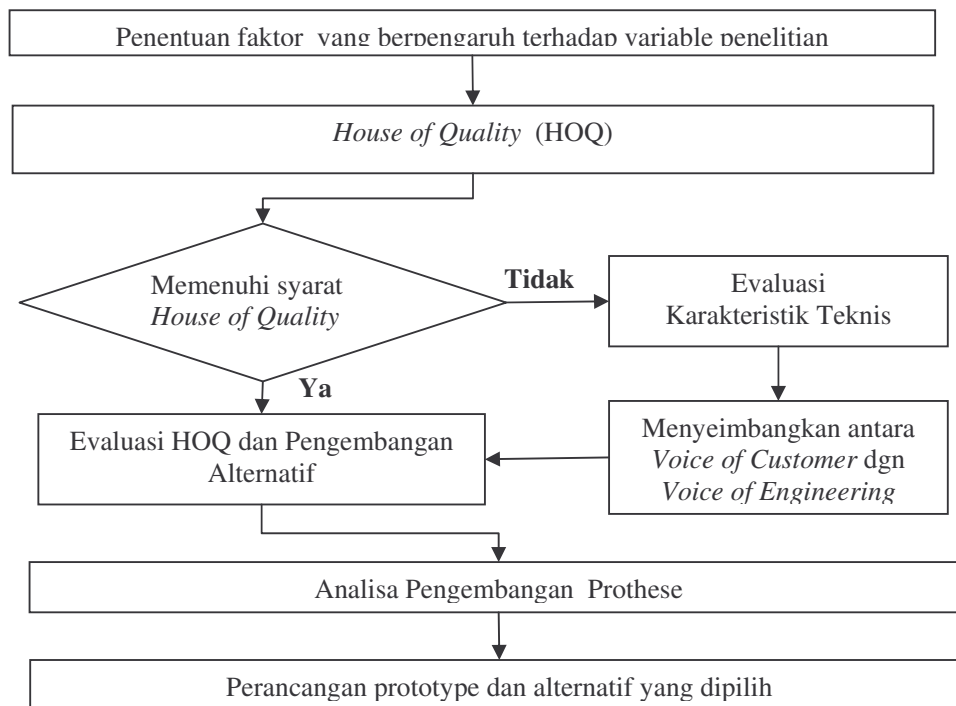 Penentuan faktor yang berpengaruh terhadap variable penelitian
House of Quality (HOQ)
Memenuhi syarat
House of Quality
Tidak
Evaluasi
Karakteristik Teknis
Ya
Menyeimbangkan antara
Voice of Customer dgn
Voice of Engineering
Evaluasi HOQ dan Pengembangan
Alternatif
Analisa Pengembangan Prothese
Perancangan prototype dan alternatif yang dipilih